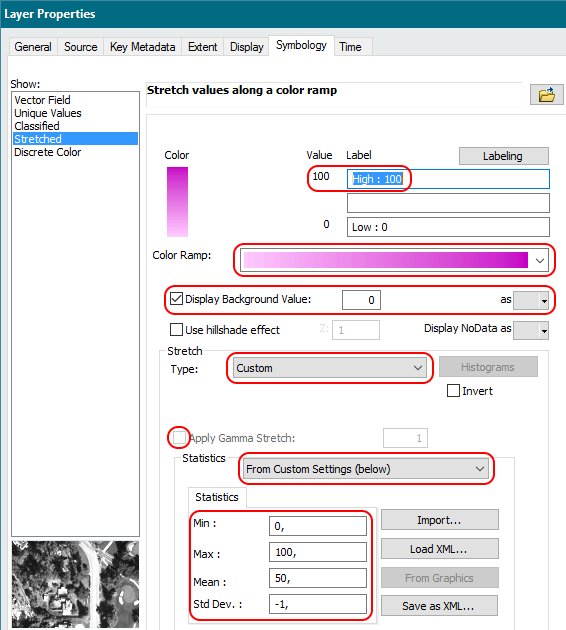 Layer Properties
General Source Key Metadata Extent Display Symbology Time
Show:
Vector Field
Unique Values
Classified
Stretched
Discrete Color
Stretch values along a color ramp
Color Value Label Labeling
100 High : 100
0 Low : 0
Color Ramp:
Display Background Value: 0 as
Use hillshade effect Z: 1 Display NoData as
Stretch
Type: Custom Histograms
Invert
Apply Gamma Stretch: 1
Statistics From Custom Settings (below)
Statistics
Min : 0, Import...
Max : 100, Load XML...
Mean : 50, From Graphics
Std Dev. : -1, Save as XML...